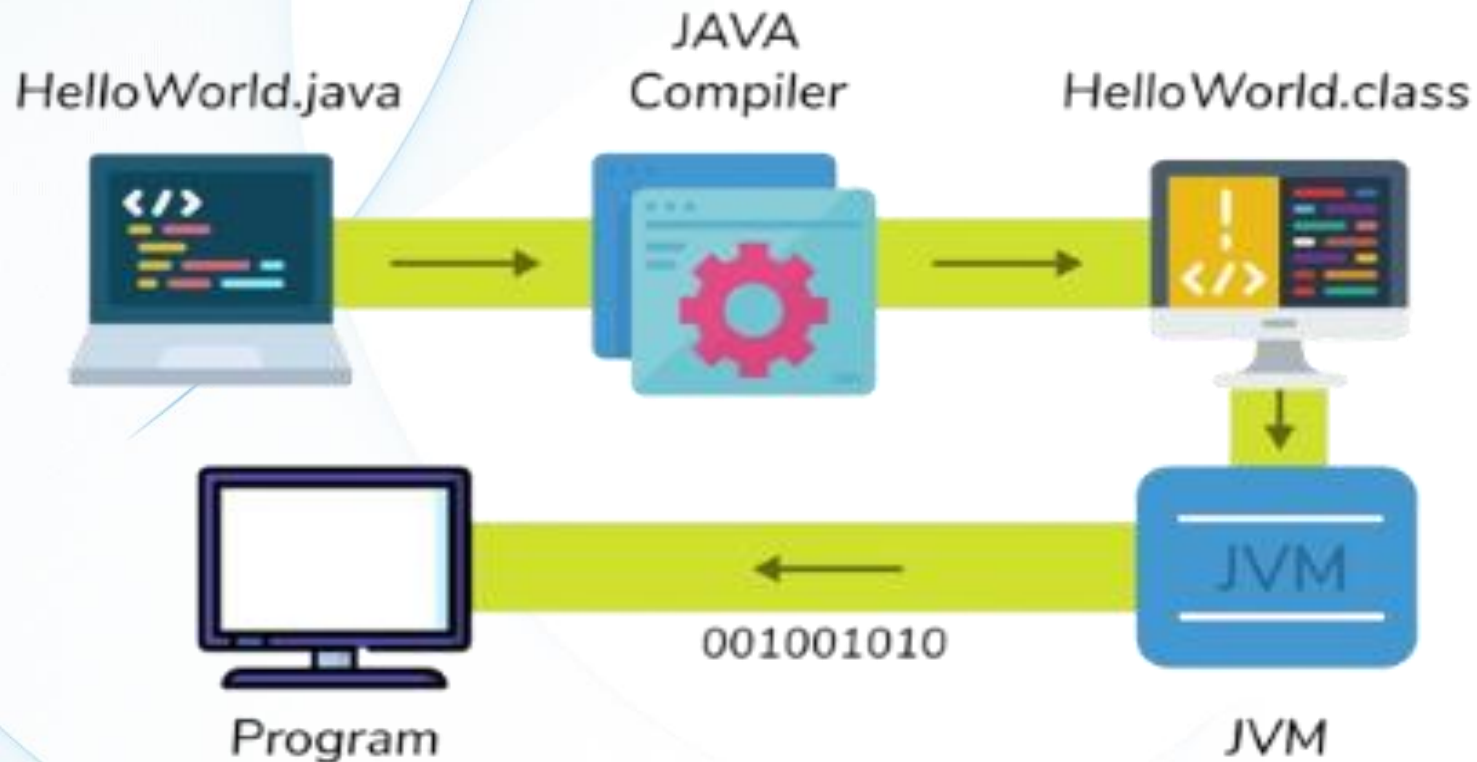 HelloWorld.java
JAVA
Compiler
HelloWorld.class
</>
!
</>
JVM
001001010
Program
JVM